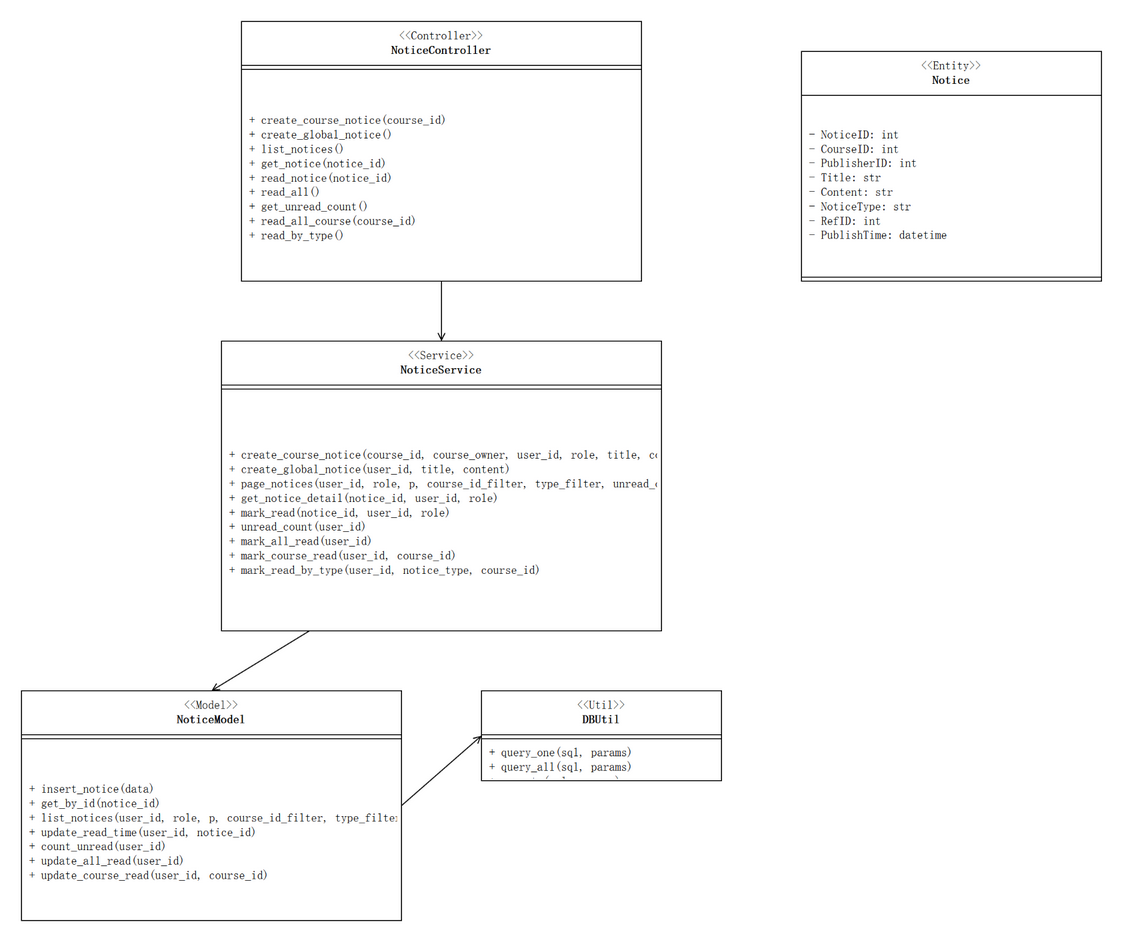 <<Controller>>
NoticeController
+ create_course_notice(course_id)
+ create_global_notice()
+ list_notices()
+ get_notice(notice_id)
+ read_notice(notice_id)
+ read_all()
+ get_unread_count()
+ read_all_course(course_id)
+ read_by_type()
<<Entity>>
Notice
- NoticeID: int
- CourseID: int
- PublisherID: int
- Title: str
- Content: str
- NoticeType: str
- RefID: int
- PublishTime: datetime
<<Service>>
NoticeService
+ create_course_notice(course_id, course_owner, user_id, role, title,
+ create_global_notice(user_id, title, content)
+ page_notices(user_id, role, p, course_id_filter, type_filter, unread_
+ get_notice_detail(notice_id, user_id, role)
+ mark_read(notice_id, user_id, role)
+ unread_count(user_id)
+ mark_all_read(user_id)
+ mark_course_read(user_id, course_id)
+ mark_read_by_type(user_id, notice_type, course_id)
<<Model>>
NoticeModel
+ insert_notice(data)
+ get_by_id(notice_id)
+ list_notices(user_id, role, p, course_id_filter, type_filter
+ update_read_time(user_id, notice_id)
+ count_unread(user_id)
+ update_all_read(user_id)
+ update_course_read(user_id, course_id)
<<Util>>
DBUtil
+ query_one(sql, params)
+ query_all(sql, params)